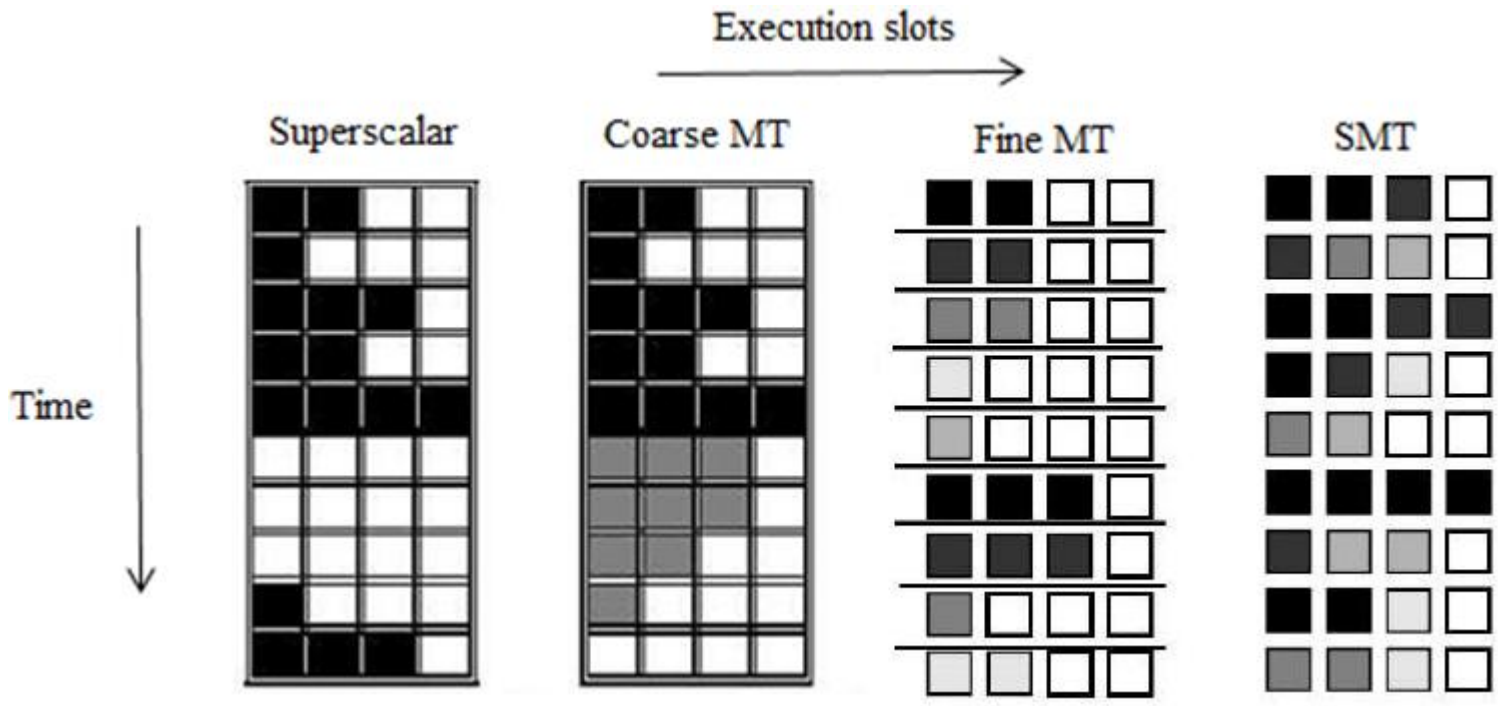 Execution slots
Superscalar
Coarse MT
Fine MT
SMT
Time